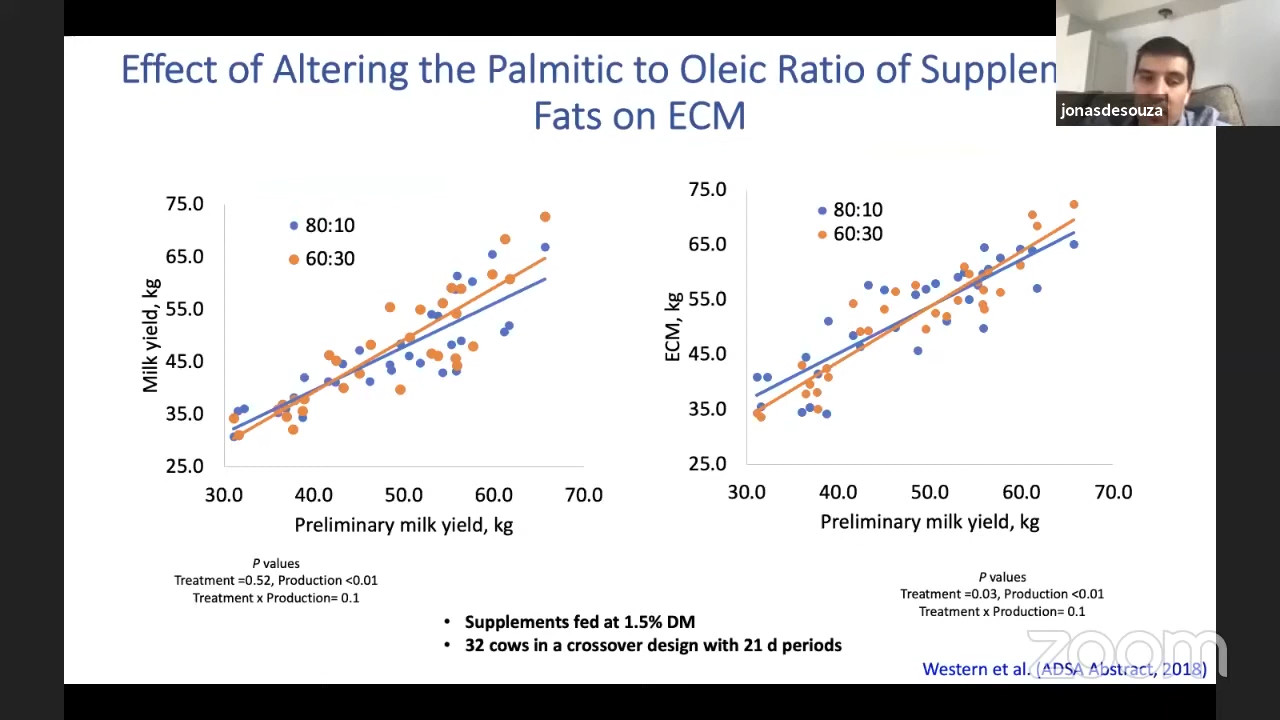 Effect of Altering the Palmitic to Oleic Ratio of Supplem
Fats on ECM
jonasdesouza
75.0
65.0
55.0
45.0
35.0
25.0
Milk yield, kg
80:10
60:30
30.0 40.0 50.0 60.0 70.0
Preliminary milk yield, kg
P values
Treatment =0.52, Production <0.01
Treatment x Production= 0.1
75.0
65.0
55.0
45.0
35.0
25.0
ECM, kg
80:10
60:30
30.0 40.0 50.0 60.0 70.0
Preliminary milk yield, kg
P values
Treatment =0.03, Production <0.01
Treatment x Production= 0.1
• Supplements fed at 1.5% DM
• 32 cows in a crossover design with 21 d periods
Western et al. (ADSA Abstract, 2018)
zoom